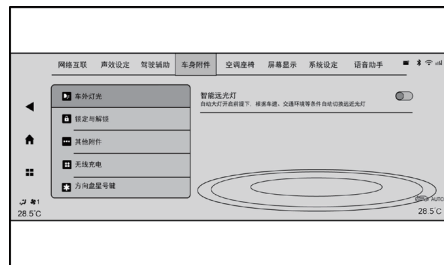 网络互联 声效设定 驾驶辅助 车身附件 空调座椅 屏幕显示 系统设定 语音助手
车外灯光
智能远光灯
自动大灯开启前提下，根据车速、交通环境等条件自动切换远近光灯
锁定与解锁
其他附件
无线充电
方向盘星号键
1
AUTO
28.5°C
28.5°C